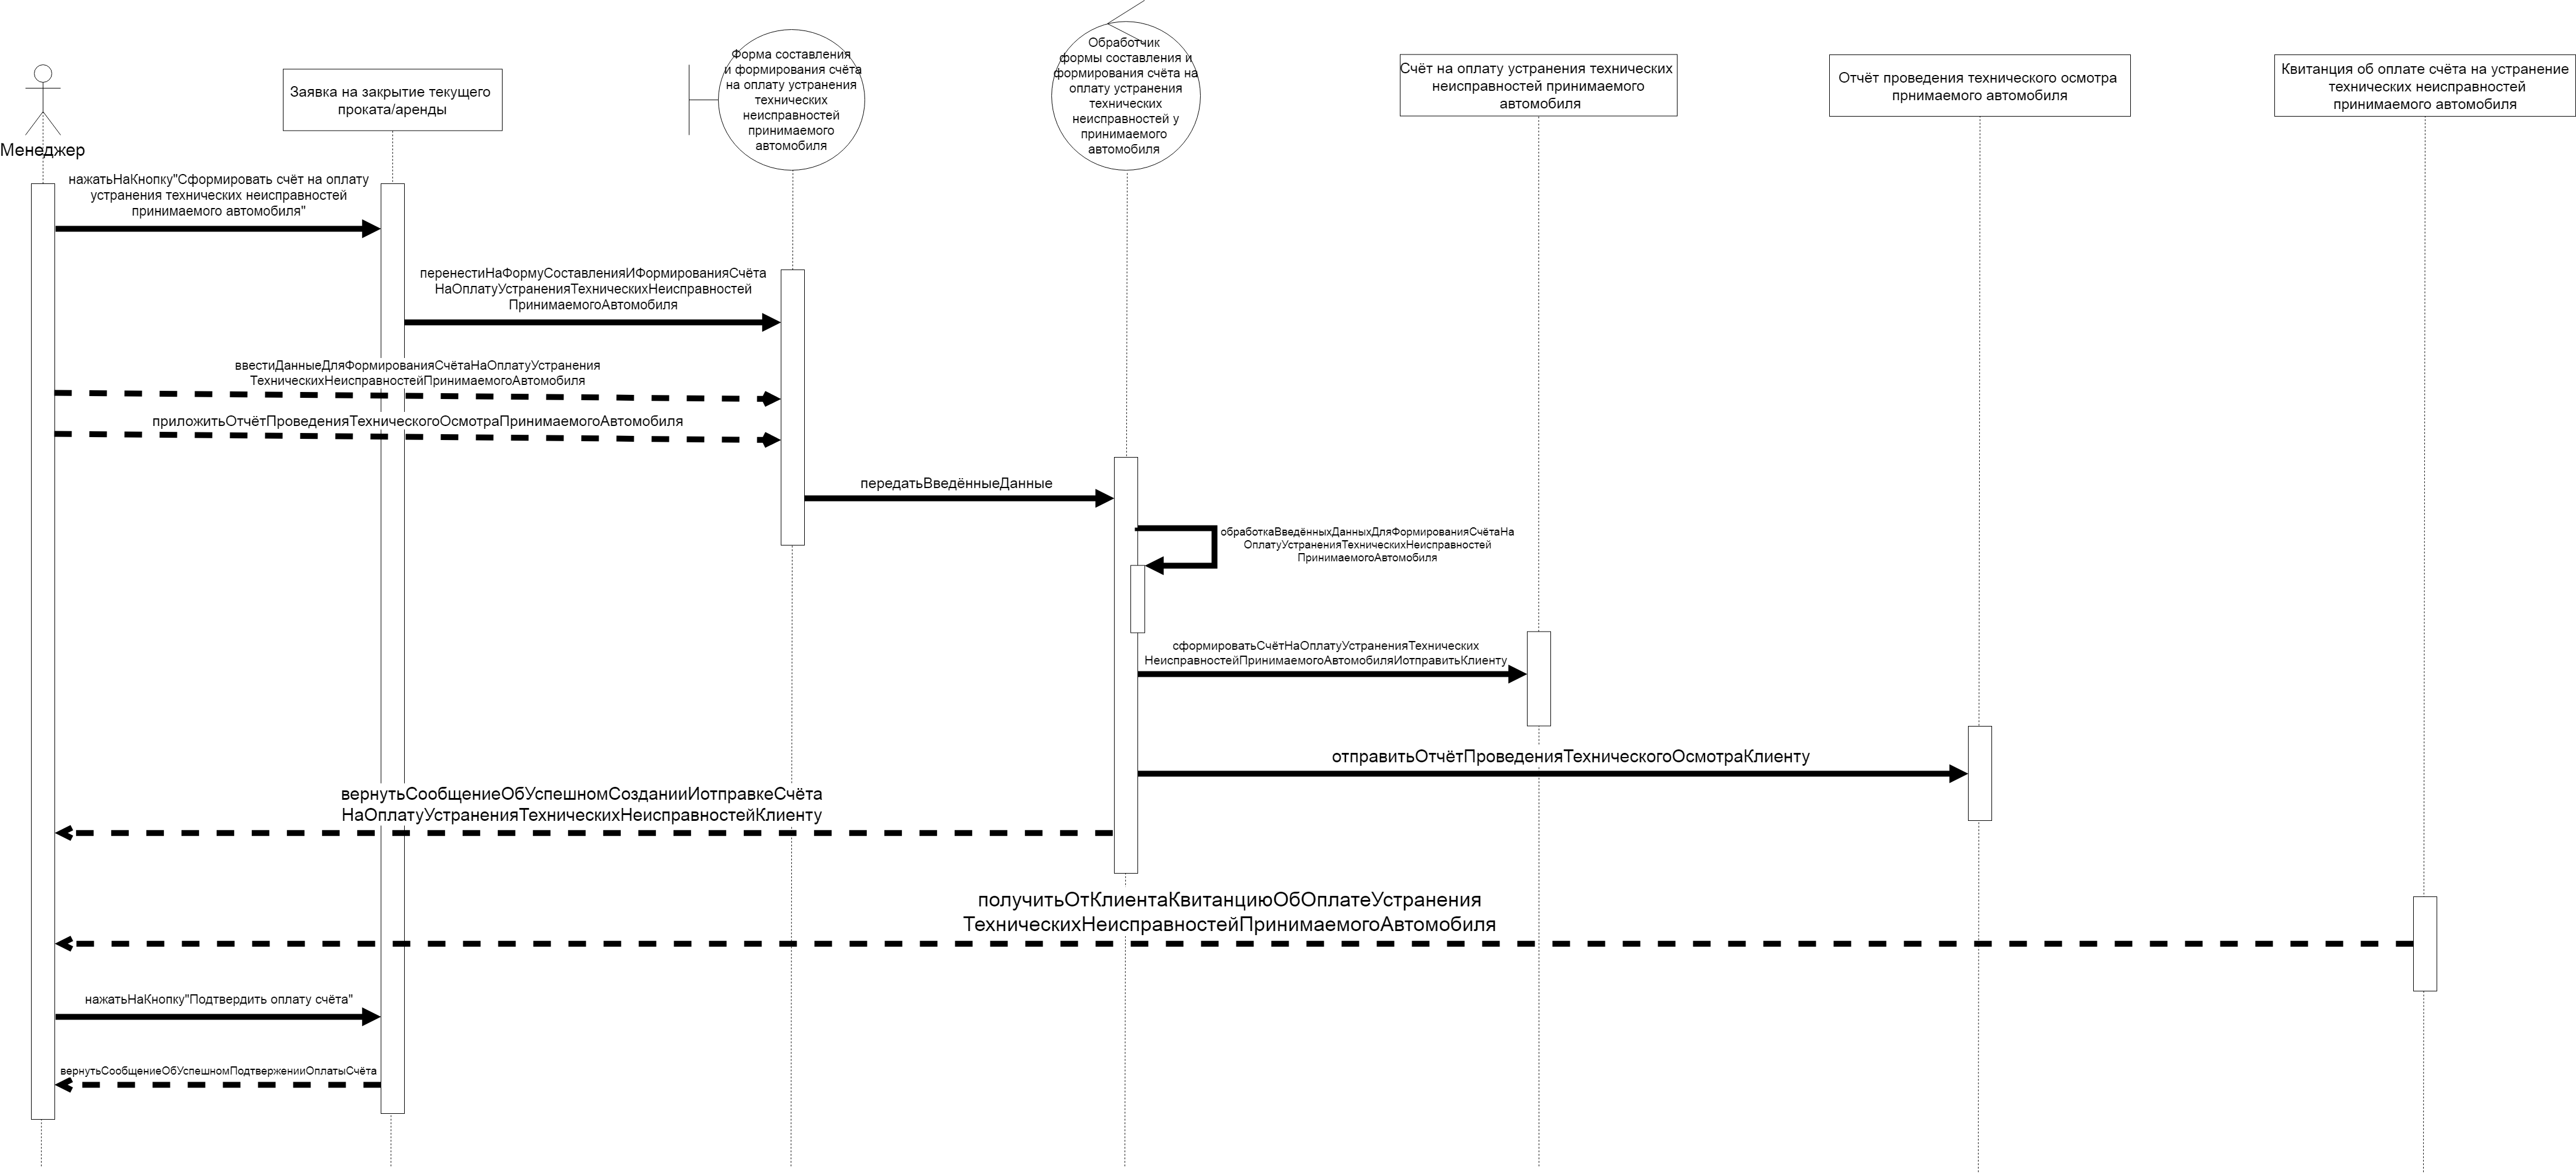 Менеджер
Заявка на закрытие текущего
проката/аренды
Форма составления
и формирования счёта
на оплату устранения
технических
неисправностей
принимаемого
автомобиля
Обработчик
формы составления и
формирования счёта на
оплату устранения
технических
неисправностей у
принимаемого
автомобиля
Счёт на оплату устранения технических
неисправностей принимаемого
автомобиля
Отчёт проведения технического осмотра
прнимаемого автомобиля
Квитанция об оплате счёта на устранение
технических неисправностей
принимаемого автомобиля
нажатьНаКнопку"Сформировать счёт на оплату
устранения технических неисправностей
принимаемого автомобиля"
перенестиНаФормуСоставленияИФормированияСчёта
НаОплатуУстраненияТехническихНеисправностей
ПринимаемогоАвтомобиля
ввестиДанныеДляФормированияСчётаНаОплатуУстранения
ТехническихНеисправностейПринимаемогоАвтомобиля
приложитьОтчётПроведенияТехническогоОсмотраПринимаемогоАвтомобиля
передатьВведённыеДанные
обработкаВведённыхДанныхДляФормированияСчётаНа
ОплатуУстраненияТехническихНеисправностей
ПринимаемогоАвтомобиля
сформироватьСчётНаОплатуУстраненияТехнических
НеисправностейПринимаемогоАвтомобиляИотправитьКлиенту
отправитьОтчётПроведенияТехническогоОсмотраКлиенту
вернутьСообщениеОбУспешномСозданииИотправкеСчёта
НаОплатуУстраненияТехническихНеисправностейКлиенту
получитьОтКлиентаКвитанциюОбОплатеУстранения
ТехническихНеисправностейПринимаемогоАвтомобиля
нажатьНаКнопку"Подтвердить оплату счёта"
вернутьСообщениеОбУспешномПодтвержденииОплатыСчёта